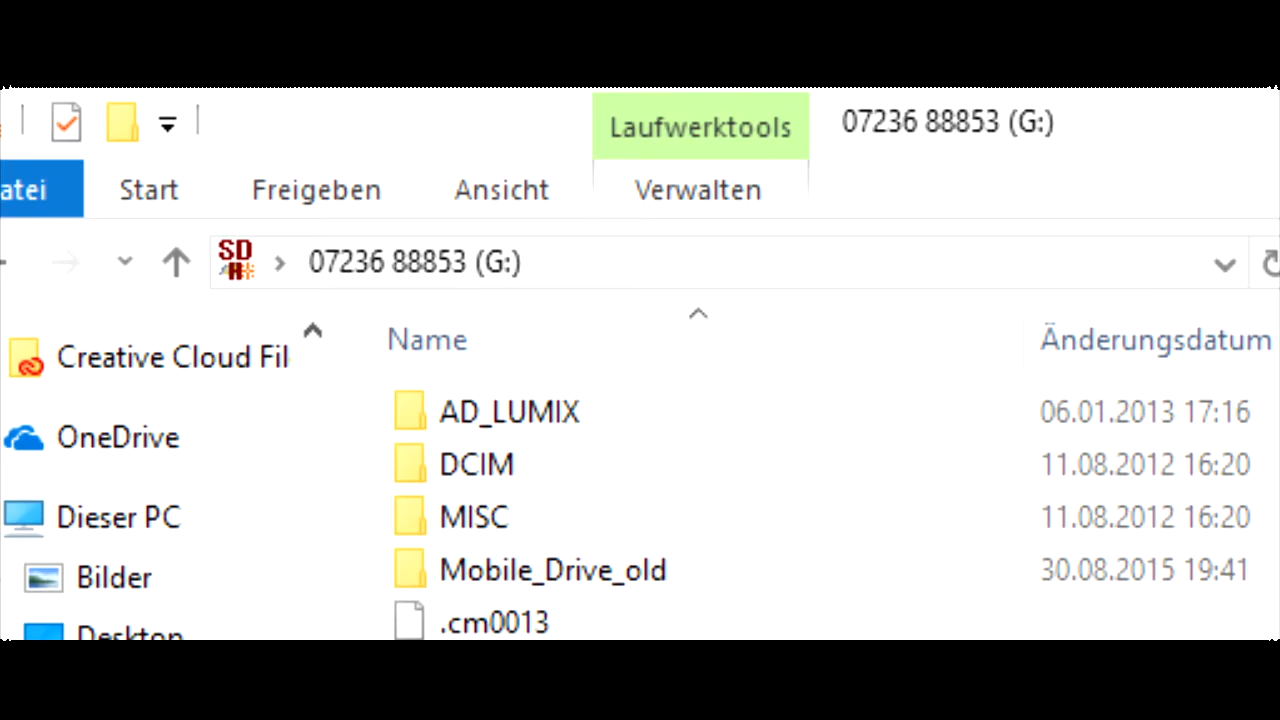 Laufwerktools
07236 88853 (G:)
atei
Start
Freigeben
Ansicht
Verwalten
SD
07236 88853 (G:)
Creative Cloud Fil
OneDrive
Dieser PC
Bilder
Desktop
Name
Änderungsdatum
AD_LUMIX
06.01.2013 17:16
DCIM
11.08.2012 16:20
MISC
11.08.2012 16:20
Mobile_Drive_old
30.08.2015 19:41
.cm0013